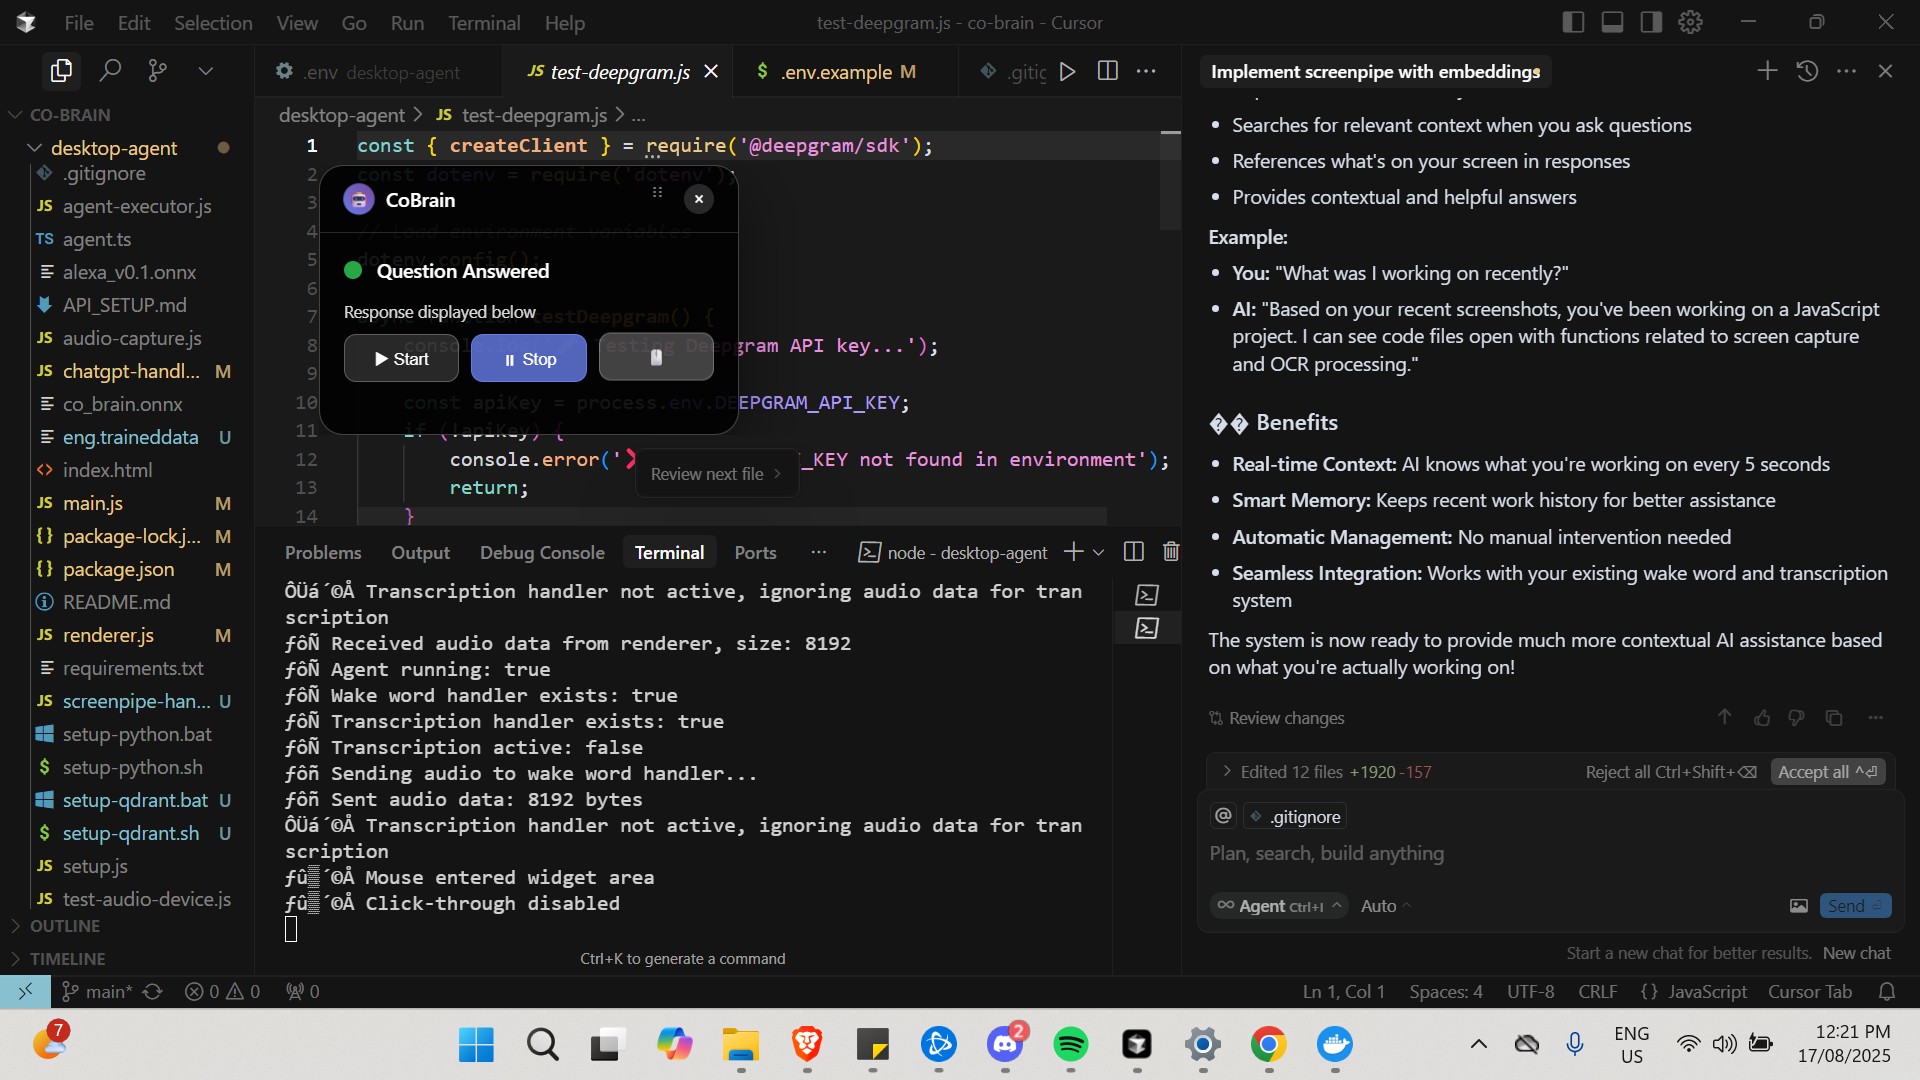 File Edit Selection View Go Run Terminal Help
test-deepgram.js - co-brain - Cursor
CO-BRAIN
desktop-agent
.gitignore
JS agent-executor.js
TS agent.ts
alexa_v0.1.onnx
API_SETUP.md
JS audio-capture.js
JS chatgpt-handl... M
co_brain.onnx
eng.traineddata U
index.html
JS main.js M
{} package-lock.j... M
{} package.json M
README.md
JS renderer.js M
requirements.txt
JS screenpipe-han... U
setup-python.bat
$ setup-python.sh
setup-qdrant.bat U
$ setup-qdrant.sh U
JS setup.js
JS test-audio-device.js
OUTLINE
TIMELINE
.env desktop-agent
JS test-deepgram.js
$ .env.example M
.gitig
desktop-agent > JS test-deepgram.js > ...
1 const { createClient } = require('@deepgram/sdk');
2 const dotenv = require('dotenv');
3
4 // Load environment variables
5 dotenv.config();
6
7 async function testDeepgram() {
8 console. Testing Deepgram API key...');
9
10 const apiKey = process.env.DEEPGRAM_API_KEY;
11 if (!apiKey) {
12 console.error('❌ _KEY not found in environment');
13 return;
14 }
CoBrain
Question Answered
Response displayed below
Start
Stop
Review next file >
Problems Output Debug Console Terminal Ports ...
node - desktop-agent
ÔÜá´©Å Transcription handler not active, ignoring audio data for tran
scription
ƒôÑ Received audio data from renderer, size: 8192
ƒôÑ Agent running: true
ƒôÑ Wake word handler exists: true
ƒôÑ Transcription handler exists: true
ƒôÑ Transcription active: false
ƒôñ Sending audio to wake word handler...
ƒôñ Sent audio data: 8192 bytes
ÔÜá´©Å Transcription handler not active, ignoring audio data for tran
scription
ƒû▒´©Å Mouse entered widget area
ƒû▒´©Å Click-through disabled
Ctrl+K to generate a command
Implement screenpipe with embeddings
• Searches for relevant context when you ask questions
• References what's on your screen in responses
• Provides contextual and helpful answers
Example:
• You: "What was I working on recently?"
• AI: "Based on your recent screenshots, you've been working on a JavaScript
project. I can see code files open with functions related to screen capture
and OCR processing."
�� Benefits
• Real-time Context: AI knows what you're working on every 5 seconds
• Smart Memory: Keeps recent work history for better assistance
• Automatic Management: No manual intervention needed
• Seamless Integration: Works with your existing wake word and transcription
system
The system is now ready to provide much more contextual AI assistance based
on what you're actually working on!
Review changes
> Edited 12 files +1920 -157
Reject all Ctrl+Shift+⌫
Accept all ^⏎
@ .gitignore
Plan, search, build anything
∞ Agent Ctrl+I
Auto
Send
Start a new chat for better results. New chat
main* 0 0 0
Ln 1, Col 1 Spaces: 4 UTF-8 CRLF {} JavaScript Cursor Tab
7
2
ENG
US
12:21 PM
17/08/2025